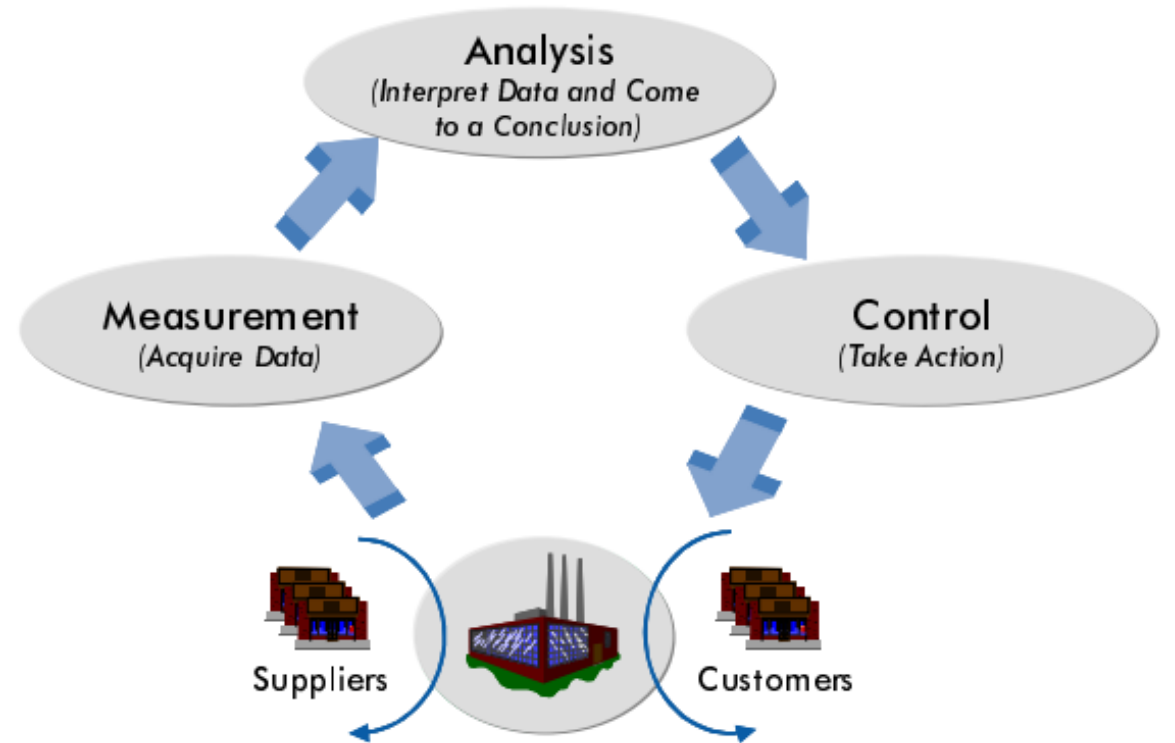 Analysis
(Interpret Data and Come
to a Conclusion)
Measurement
(Acquire Data)
Control
(Take Action)
Suppliers
Customers